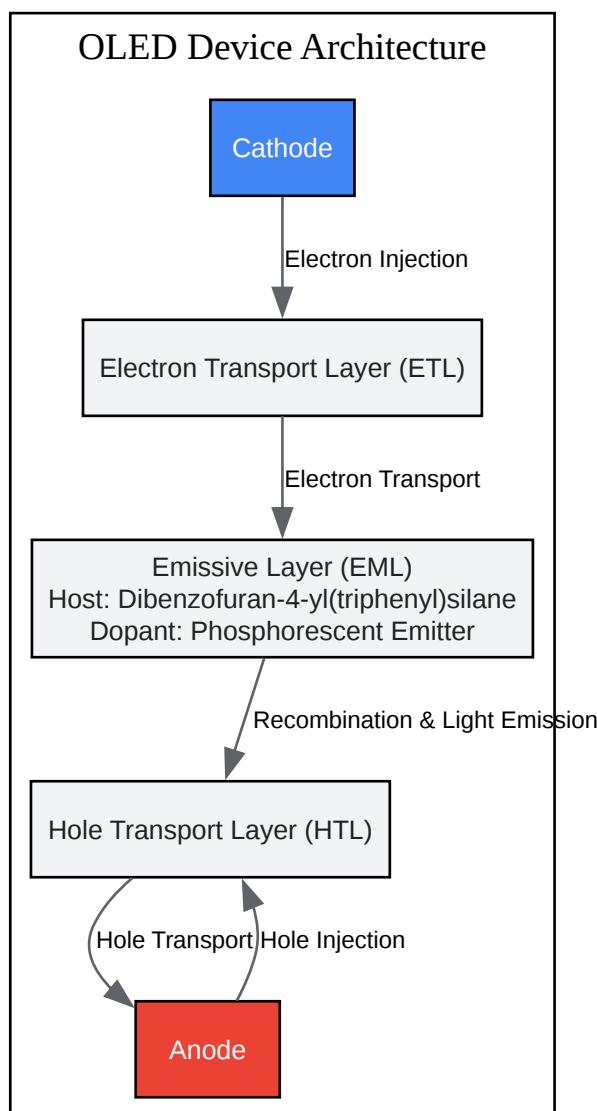 OLED Device Architecture
Cathode
Electron Injection
Electron Transport Layer (ETL)
Electron Transport
Emissive Layer (EML)
Host: Dibenzofuran-4-yl(triphenyl)silane
Dopant: Phosphorescent Emitter
Recombination & Light Emission
Hole Transport Layer (HTL)
Hole Transport
Hole Injection
Anode